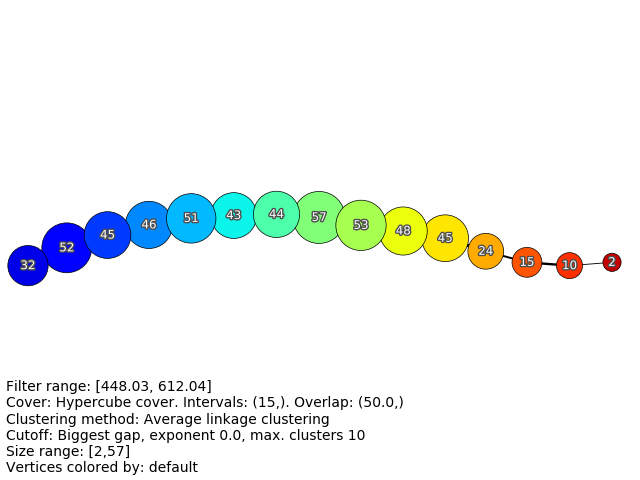 32 52 45 46 51 43 44 57 53 48 45 24 15 10 2
Filter range: [448.03, 612.04]
Cover: Hypercube cover. Intervals: (15,). Overlap: (50.0,)
Clustering method: Average linkage clustering
Cutoff: Biggest gap, exponent 0.0, max. clusters 10
Size range: [2,57]
Vertices colored by: default